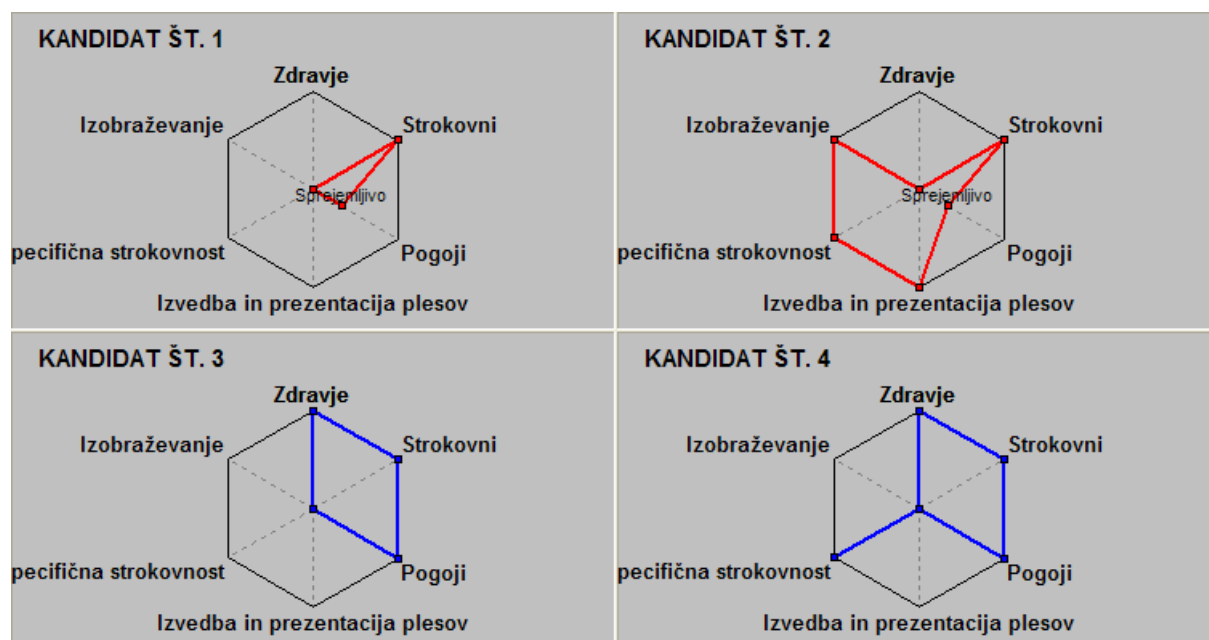 KANDIDAT ŠT. 1
Zdravje
Izobraževanje
Strokovni
Sprejemljivo
pecifična strokovnost
Pogoji
Izvedba in prezentacija plesov
KANDIDAT ŠT. 2
Zdravje
Izobraževanje
Strokovni
Sprejemljivo
pecifična strokovnost
Pogoji
Izvedba in prezentacija plesov
KANDIDAT ŠT. 3
Zdravje
Izobraževanje
Strokovni
pecifična strokovnost
Pogoji
Izvedba in prezentacija plesov
KANDIDAT ŠT. 4
Zdravje
Izobraževanje
Strokovni
pecifična strokovnost
Pogoji
Izvedba in prezentacija plesov